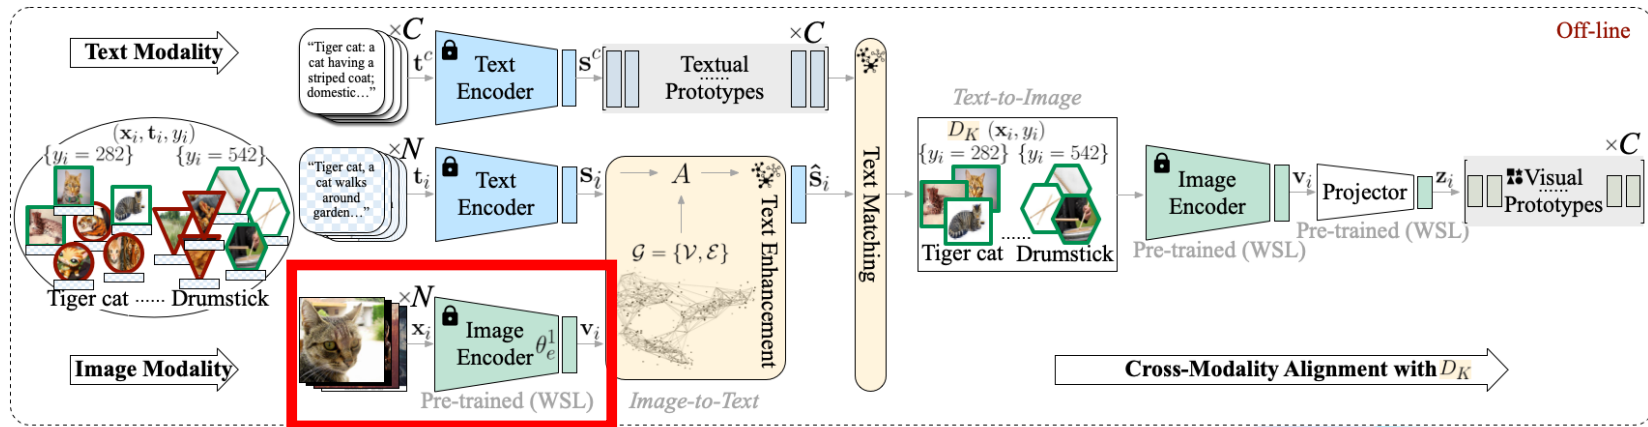 Off-line
Text Modality
×C
"Tiger cat: a
cat having a
striped coat;
domestic…"
t^c
Text
Encoder
s^c
×C
Textual
......
Prototypes
(x_i, t_i, y_i)
{y_i = 282} {y_i = 542}
Tiger cat ...... Drumstick
×N
"Tiger cat, a
cat walks
around
garden…"
t_i
Text
Encoder
s_i
A
G = {V, E}
Text Enhancement
ŝ_i
Image-to-Text
Image Modality
×N
x_i
Image
Encoder θ_e^1
v_i
Pre-trained (WSL)
Text Matching
Text-to-Image
D_K (x_i, y_i)
{y_i = 282} {y_i = 542}
......
Tiger cat Drumstick
Image
Encoder
Pre-trained (WSL)
v_i
Projector
Pre-trained (WSL)
z_i
×C
Visual
......
Prototypes
Cross-Modality Alignment with D_K